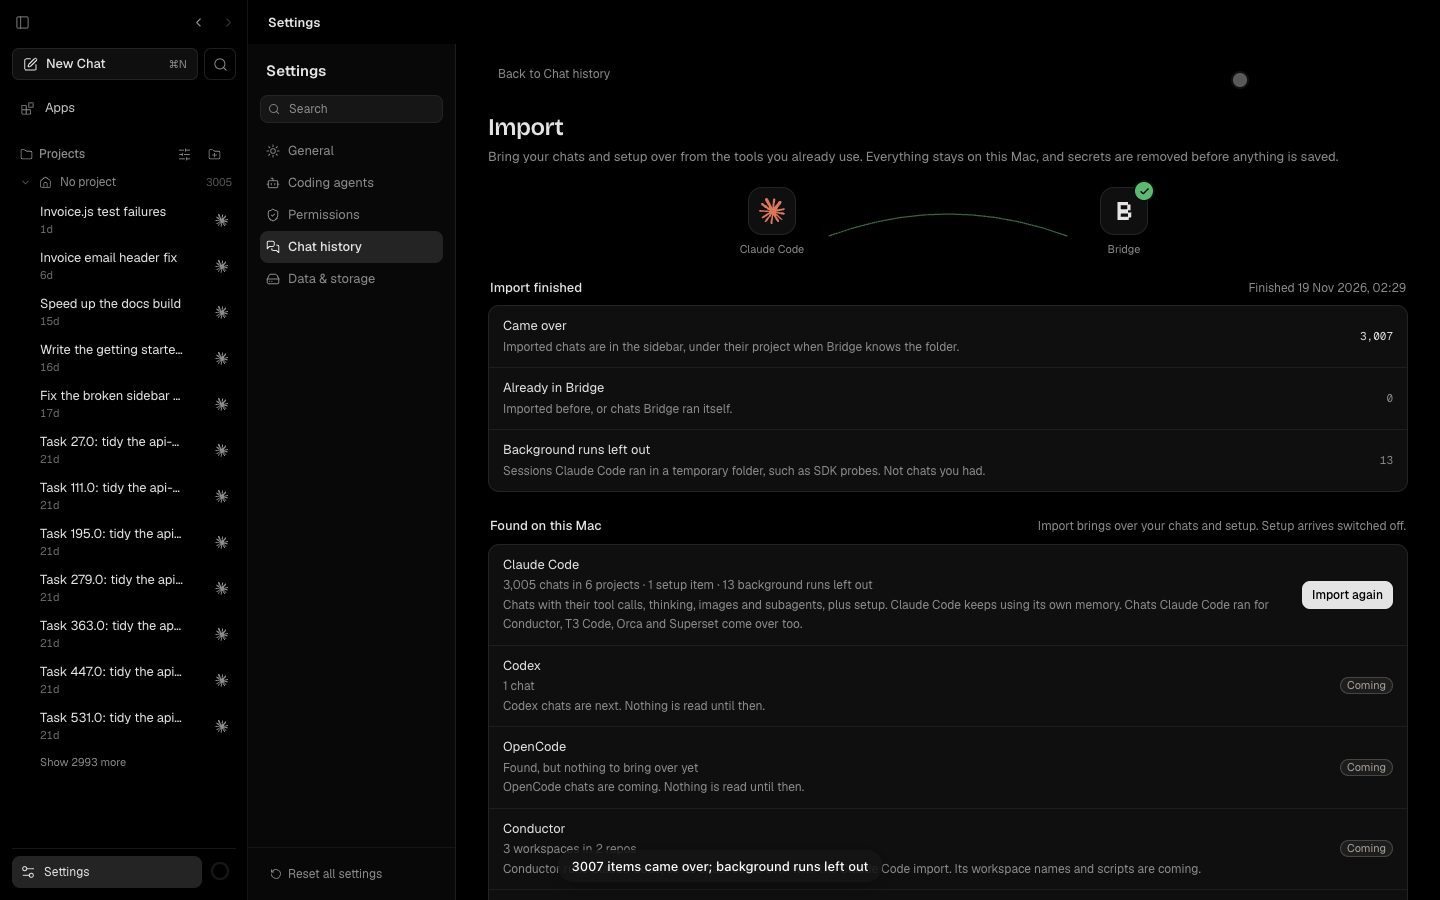 Settings
New Chat ⌘N
Apps
Projects
No project 3005
Invoice.js test failures
1d
Invoice email header fix
6d
Speed up the docs build
15d
Write the getting starte...
16d
Fix the broken sidebar ...
17d
Task 27.0: tidy the api-...
21d
Task 111.0: tidy the api-...
21d
Task 195.0: tidy the api...
21d
Task 279.0: tidy the api...
21d
Task 363.0: tidy the ap...
21d
Task 447.0: tidy the api...
21d
Task 531.0: tidy the api...
21d
Show 2993 more
Settings
Settings
Search
General
Coding agents
Permissions
Chat history
Data & storage
Reset all settings
Back to Chat history
Import
Bring your chats and setup over from the tools you already use. Everything stays on this Mac, and secrets are removed before anything is saved.
B
Claude Code
Bridge
Import finished
Finished 19 Nov 2026, 02:29
Came over
Imported chats are in the sidebar, under their project when Bridge knows the folder.
3,007
Already in Bridge
Imported before, or chats Bridge ran itself.
0
Background runs left out
Sessions Claude Code ran in a temporary folder, such as SDK probes. Not chats you had.
13
Found on this Mac
Import brings over your chats and setup. Setup arrives switched off.
Claude Code
3,005 chats in 6 projects · 1 setup item · 13 background runs left out
Chats with their tool calls, thinking, images and subagents, plus setup. Claude Code keeps using its own memory. Chats Claude Code ran for
Conductor, T3 Code, Orca and Superset come over too.
Import again
Codex
1 chat
Codex chats are next. Nothing is read until then.
Coming
OpenCode
Found, but nothing to bring over yet
OpenCode chats are coming. Nothing is read until then.
Coming
Conductor
3 workspaces in 2 repos
Conductor Code import. Its workspace names and scripts are coming.
Coming
3007 items came over; background runs left out